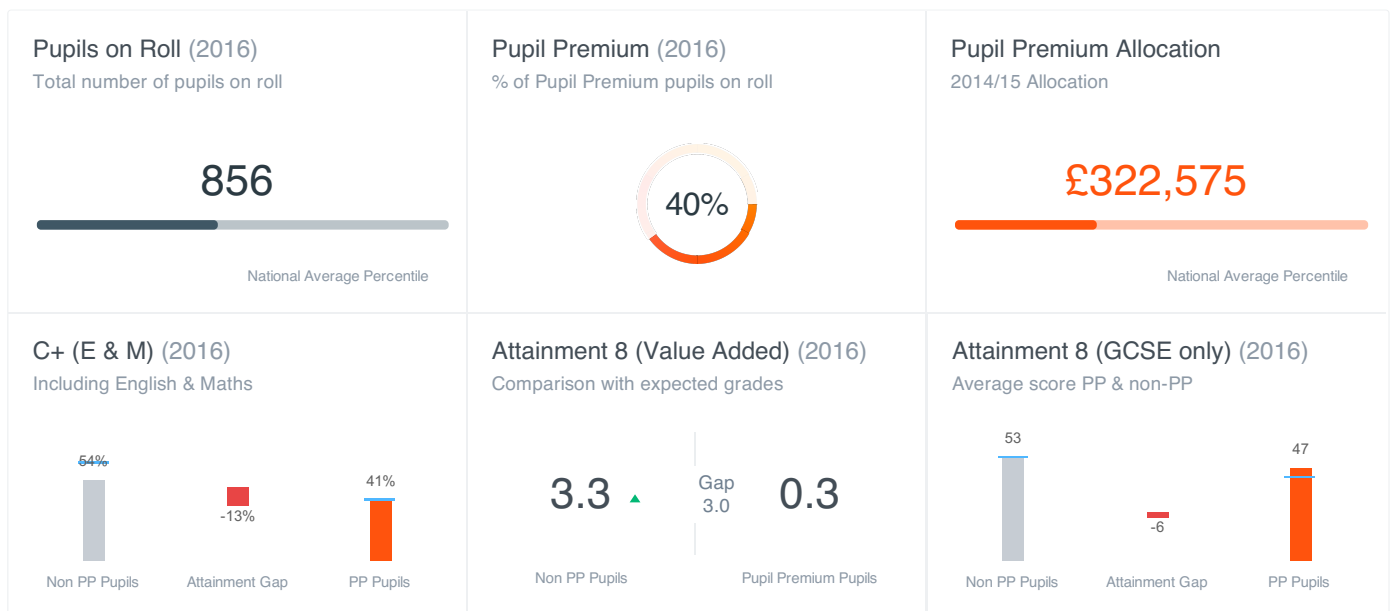 Pupils on Roll (2016)
Total number of pupils on roll
856
National Average Percentile
Pupil Premium (2016)
% of Pupil Premium pupils on roll
40%
Pupil Premium Allocation
2014/15 Allocation
£322,575
National Average Percentile
C+ (E & M) (2016)
Including English & Maths
54%
41%
-13%
Non PP Pupils
Attainment Gap
PP Pupils
Attainment 8 (Value Added) (2016)
Comparison with expected grades
3.3
Gap
3.0
0.3
Non PP Pupils
Pupil Premium Pupils
Attainment 8 (GCSE only) (2016)
Average score PP & non-PP
53
47
-6
Non PP Pupils
Attainment Gap
PP Pupils